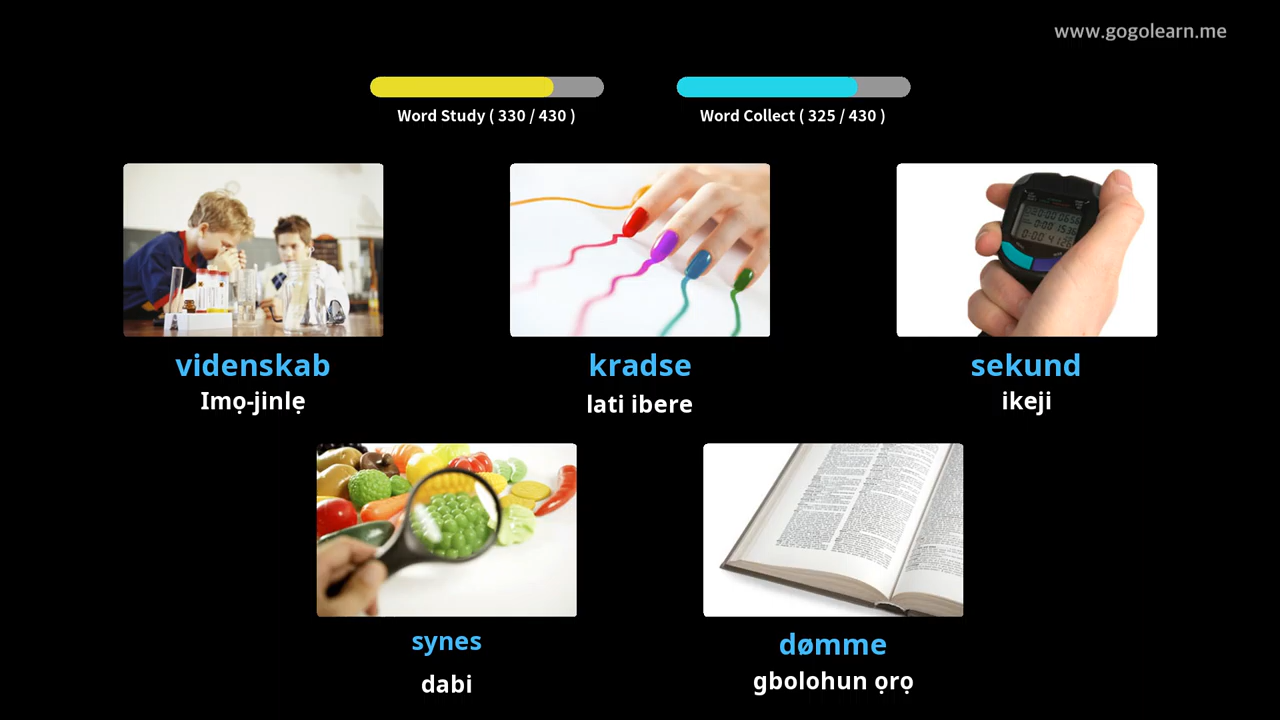 www.gogolearn.me
Word Study ( 330 / 430 )
Word Collect ( 325 / 430 )
videnskab
Imọ-jinlẹ
kradse
lati ibere
sekund
ikeji
synes
dabi
dømme
gbolohun ọrọ